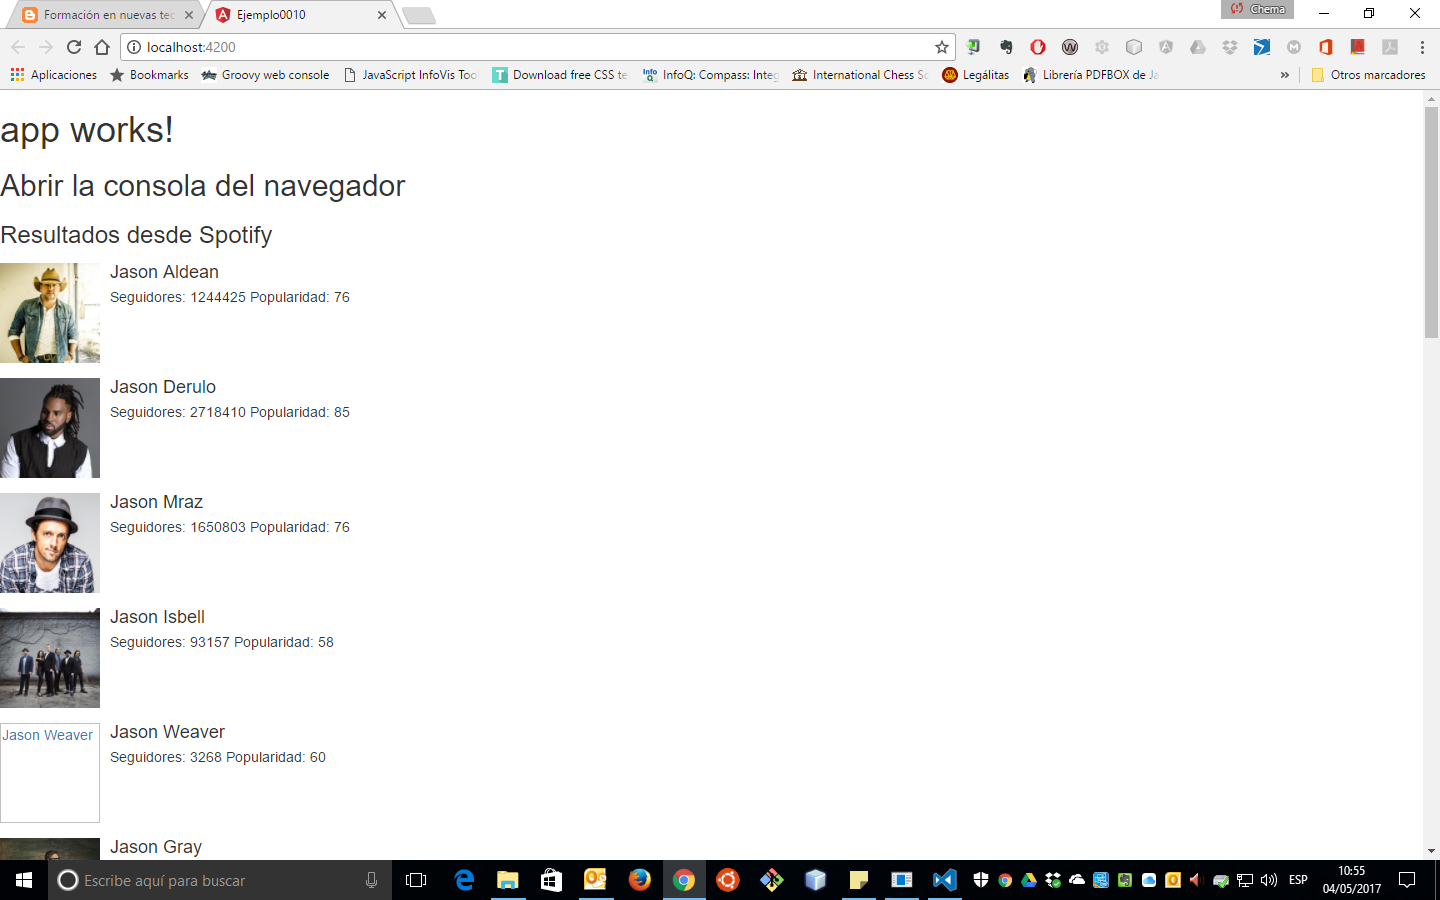 Formación en nuevas tec
Ejemplo0010
Chema
localhost:4200
Aplicaciones
Bookmarks
Groovy web console
JavaScript InfoVis Tool
Download free CSS te
InfoQ: Compass: Integ
International Chess Sc
Legálitas
Librería PDFBOX de Ja
»
Otros marcadores
app works!
Abrir la consola del navegador
Resultados desde Spotify
Jason Aldean
Seguidores: 1244425 Popularidad: 76
Jason Derulo
Seguidores: 2718410 Popularidad: 85
Jason Mraz
Seguidores: 1650803 Popularidad: 76
Jason Isbell
Seguidores: 93157 Popularidad: 58
Jason Weaver
Jason Weaver
Seguidores: 3268 Popularidad: 60
Jason Gray
Escribe aquí para buscar
ESP
10:55
04/05/2017